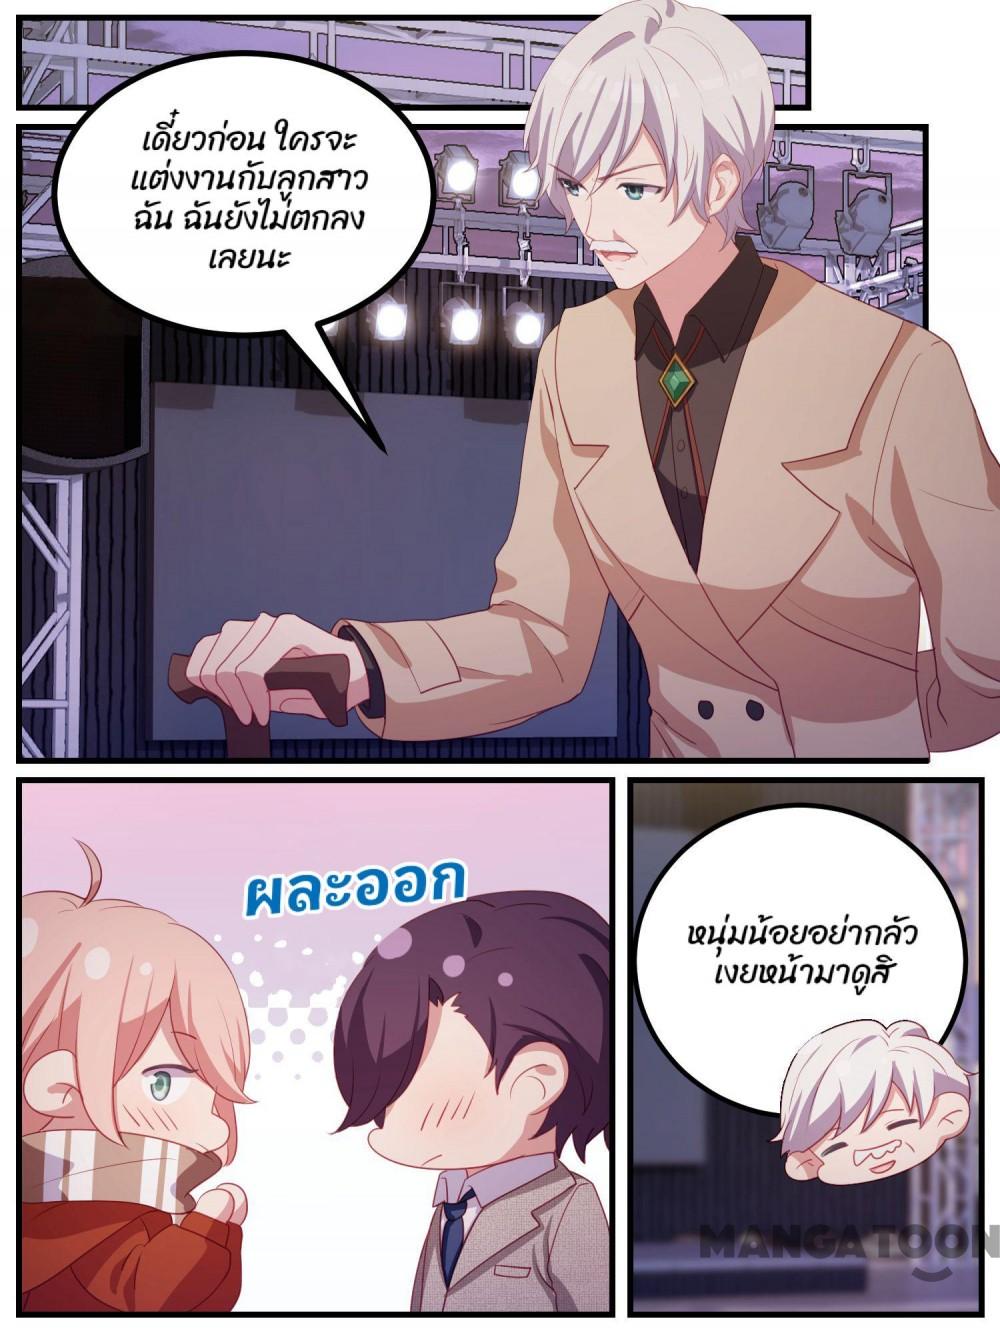 เดี๋ยวก่อน ใครจะ
แต่งงานกับลูกสาว
ฉัน ฉันยังไม่ตกลง
เลยนะ
ผละออก
หนุ่มน้อยอย่ากลัว
เงยหน้ามาดูสิ
MANGATOON